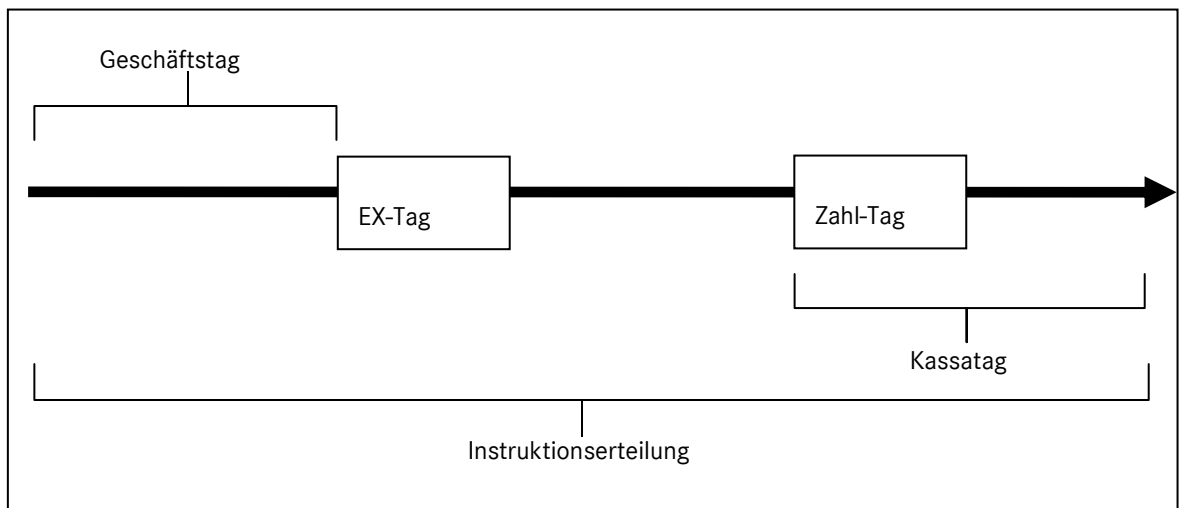 Geschäftstag
EX-Tag
Zahl-Tag
Kassatag
Instruktionserteilung